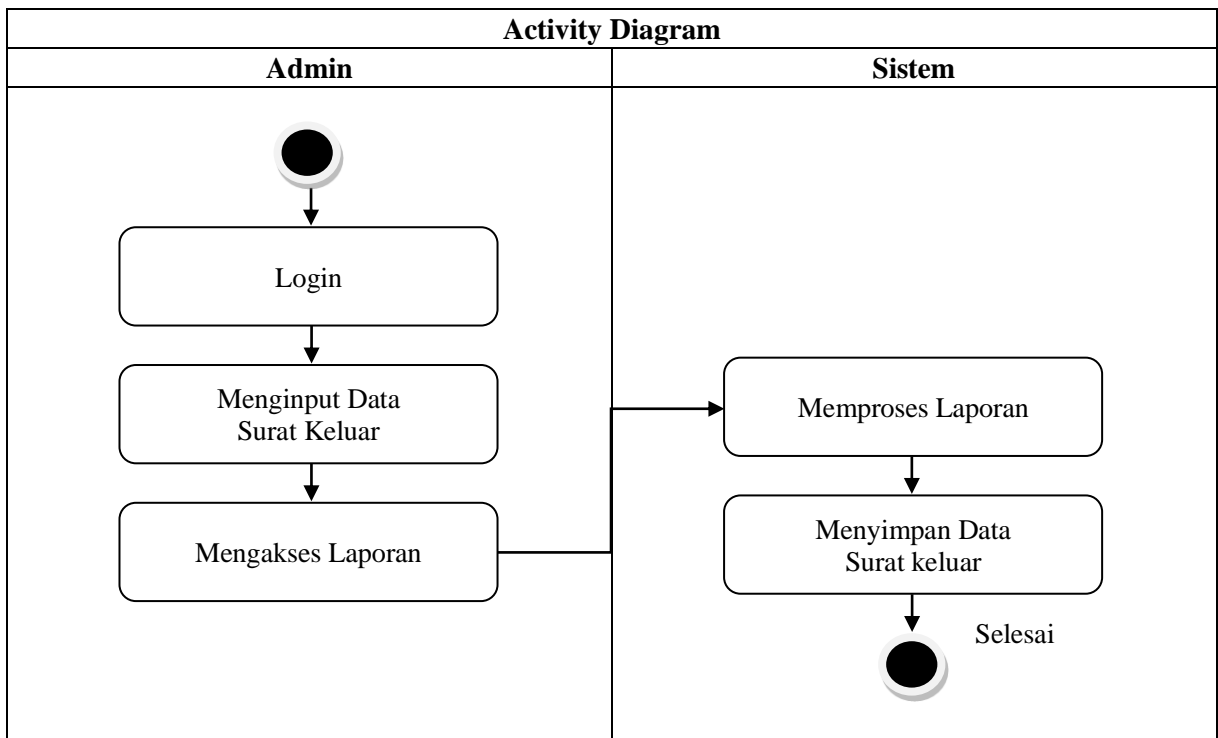 Activity Diagram
Admin
Sistem
Login
Menginput Data
Surat Keluar
Mengakses Laporan
Memproses Laporan
Menyimpan Data
Surat keluar
Selesai